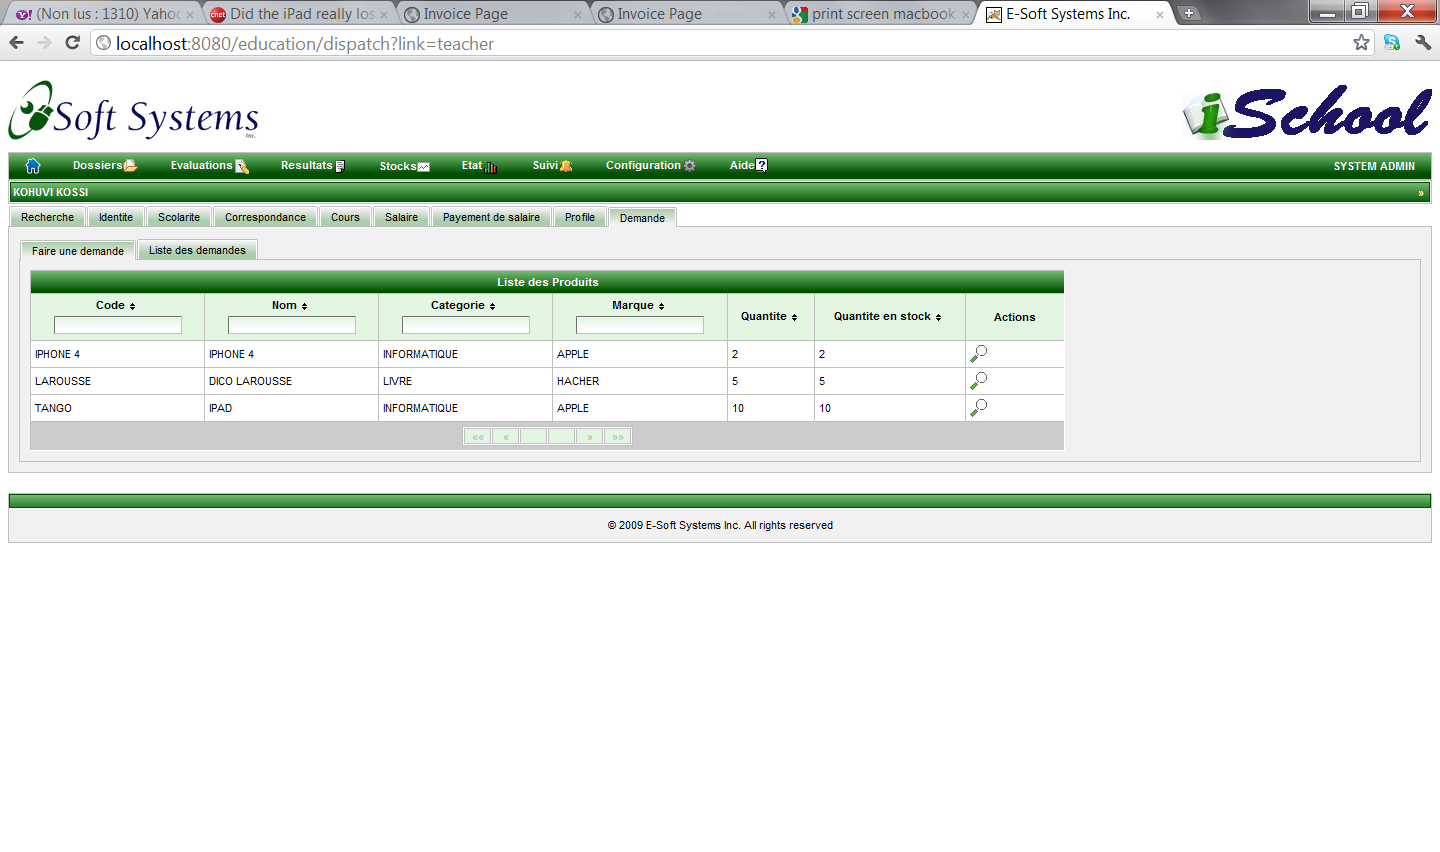 (Non lus : 1310) Yahoo
cnet Did the iPad really los
Invoice Page
Invoice Page
print screen macbook
E-Soft Systems Inc.
localhost:8080/education/dispatch?link=teacher
Soft Systems
Inc.
iSchool
Dossiers Evaluations Resultats Stocks Etat Suivi Configuration Aide SYSTEM ADMIN
KOHUVI KOSSI »
Recherche Identite Scolarite Correspondance Cours Salaire Payement de salaire Profile Demande
Faire une demande Liste des demandes
Liste des Produits
Code Nom Categorie Marque Quantite Quantite en stock Actions
IPHONE 4 IPHONE 4 INFORMATIQUE APPLE 2 2
LAROUSSE DICO LAROUSSE LIVRE HACHER 5 5
TANGO IPAD INFORMATIQUE APPLE 10 10
«« « » »»
© 2009 E-Soft Systems Inc. All rights reserved